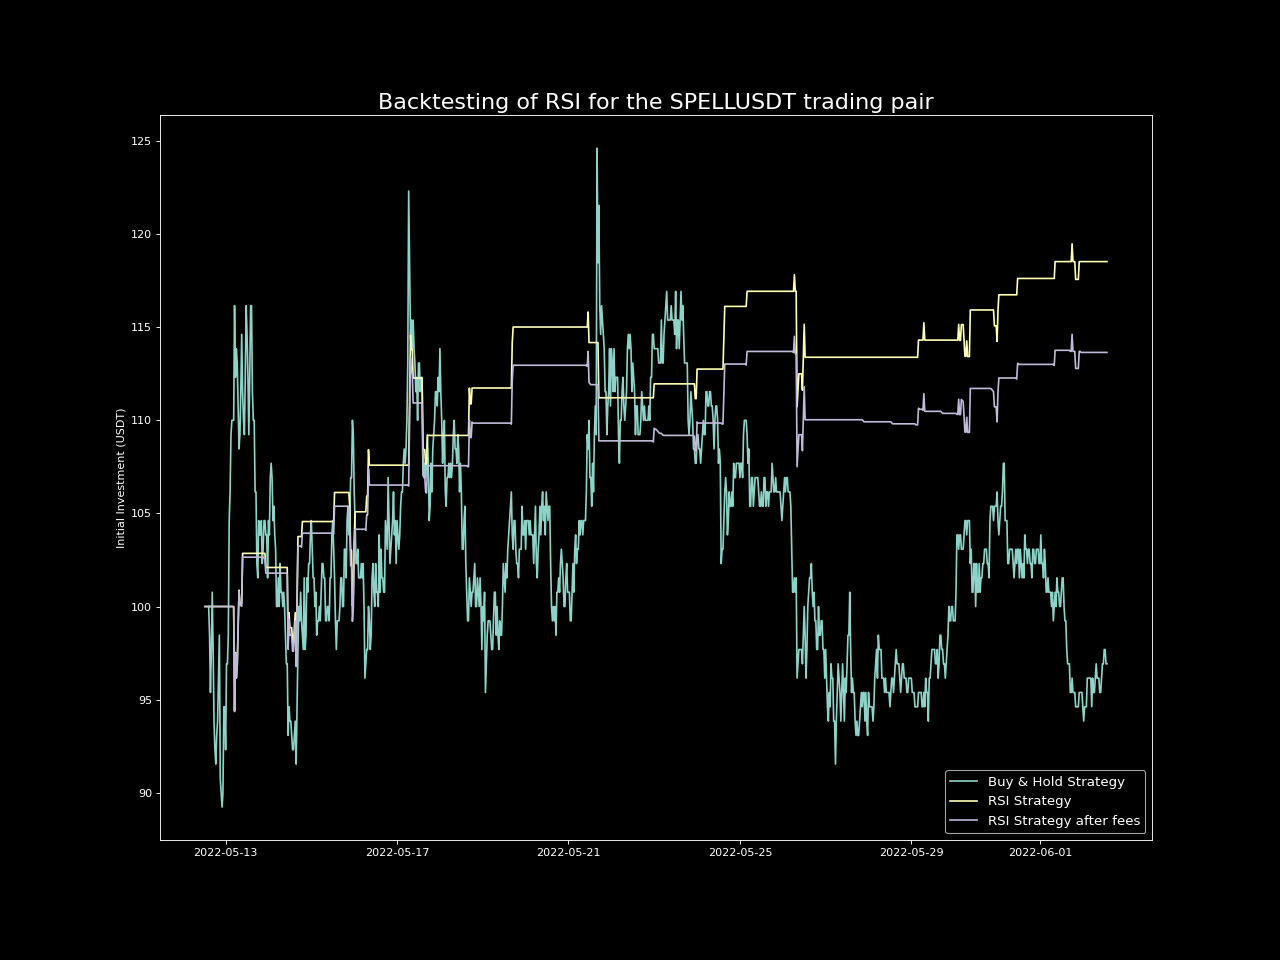 Backtesting of RSI for the SPELLUSDT trading pair
Initial Investment (USDT)
125
120
115
110
105
100
95
90
2022-05-13
2022-05-17
2022-05-21
2022-05-25
2022-05-29
2022-06-01
Buy & Hold Strategy
RSI Strategy
RSI Strategy after fees